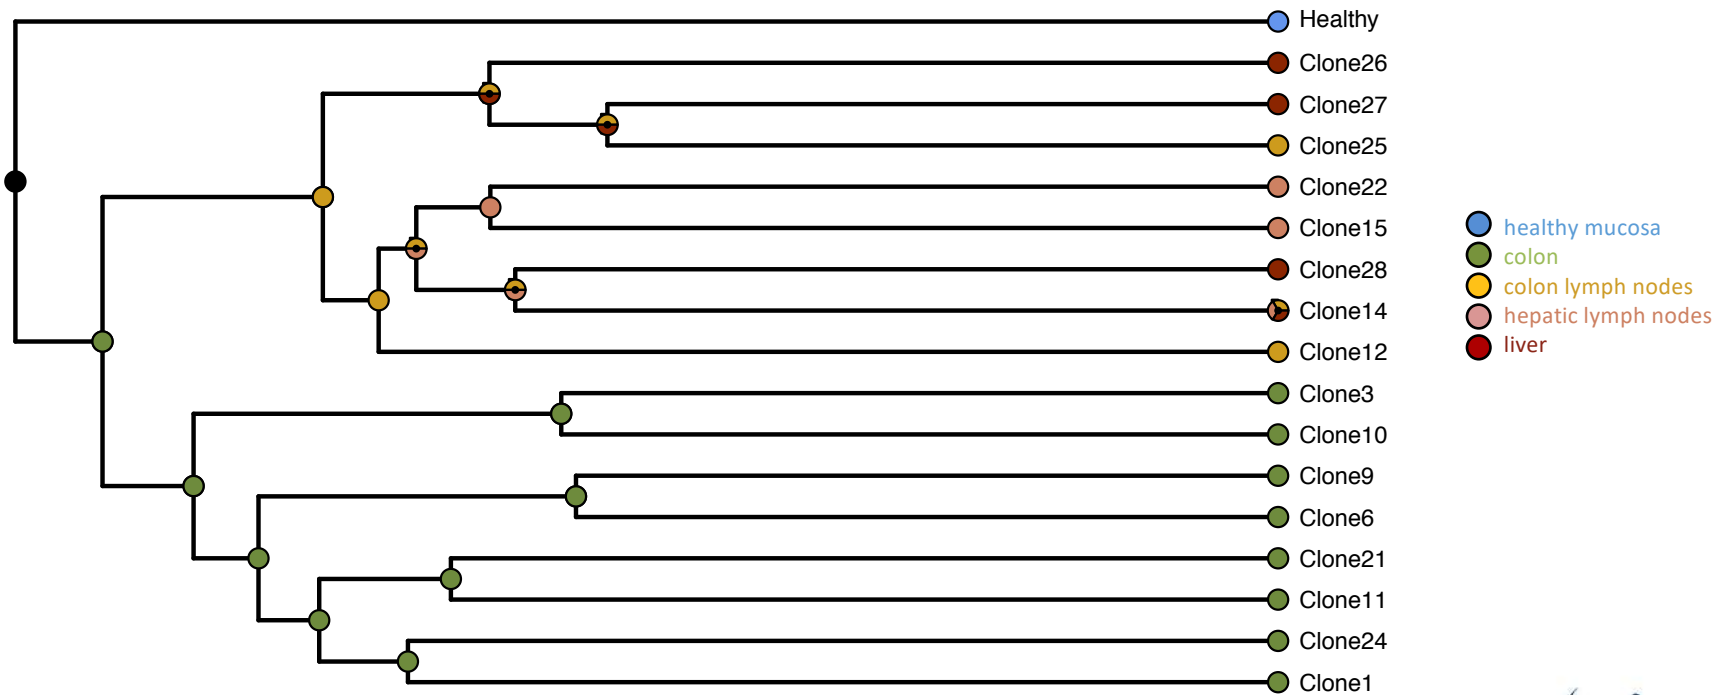 Healthy
Clone26
Clone27
Clone25
Clone22
Clone15
Clone28
Clone14
Clone12
Clone3
Clone10
Clone9
Clone6
Clone21
Clone11
Clone24
Clone1
healthy mucosa
colon
colon lymph nodes
hepatic lymph nodes
liver